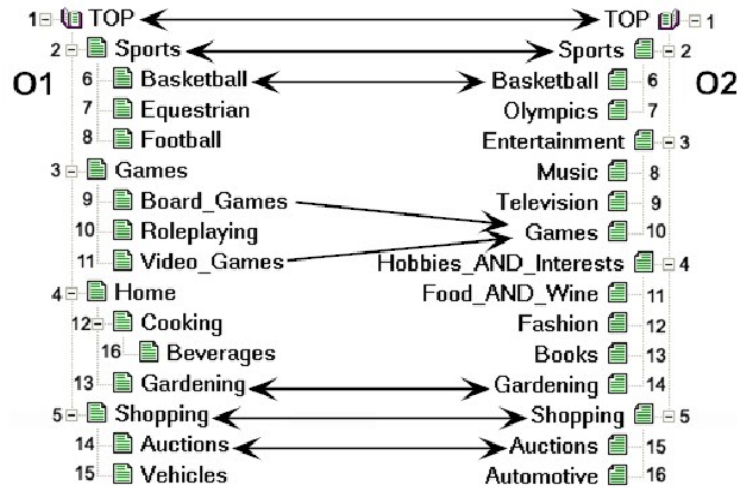 1 TOP TOP 1
2 Sports Sports 2
O1 6 Basketball Basketball 6 O2
7 Equestrian Olympics 7
8 Football Entertainment 3
3 Games Music 8
9 Board_Games Television 9
10 Roleplaying Games 10
11 Video_Games Hobbies_AND_Interests 4
4 Home Food_AND_Wine 11
12 Cooking Fashion 12
16 Beverages Books 13
13 Gardening Gardening 14
5 Shopping Shopping 5
14 Auctions Auctions 15
15 Vehicles Automotive 16